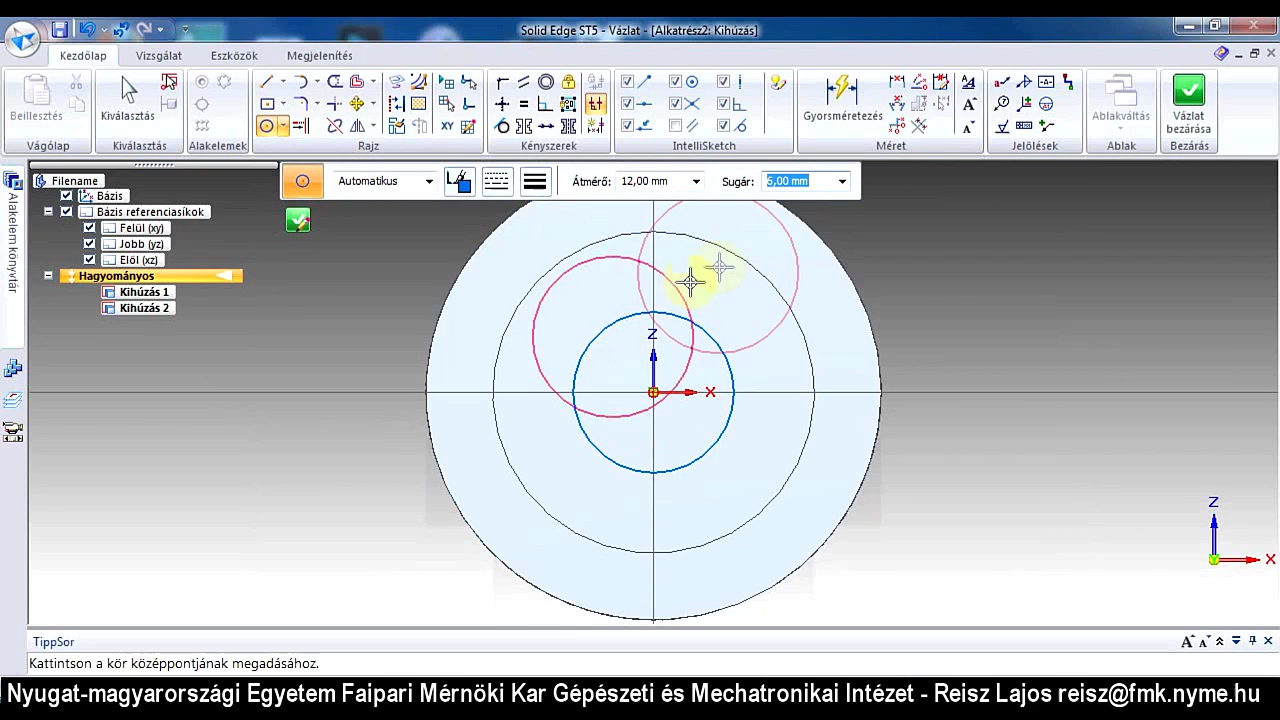 Solid Edge ST5 - Vázlat - [Alkatrész2: Kihúzás]
Kezdőlap Vizsgálat Eszközök Megjelenítés
Beillesztés Kiválasztás Gyorsméretezés Ablakváltás Vázlat bezárása
XY
A
A
Vágólap Kiválasztás Alakelemek Rajz Kényszerek IntelliSketch Méret Jelölések Ablak Bezárás
Automatikus Átmérő: 12,00 mm Sugár: 6,00 mm
Alakelem könyvtár
Filename
Bázis
Bázis referenciasíkok
Felül (xy)
Jobb (yz)
Elöl (xz)
Hagyományos
Kihúzás 1
Kihúzás 2
Z
X
Z
X
TippSor
Kattintson a kör középpontjának megadásához.
Nyugat-magyarországi Egyetem Faipari Mérnöki Kar Gépészeti és Mechatronikai Intézet - Reisz Lajos reisz@fmk.nyme.hu